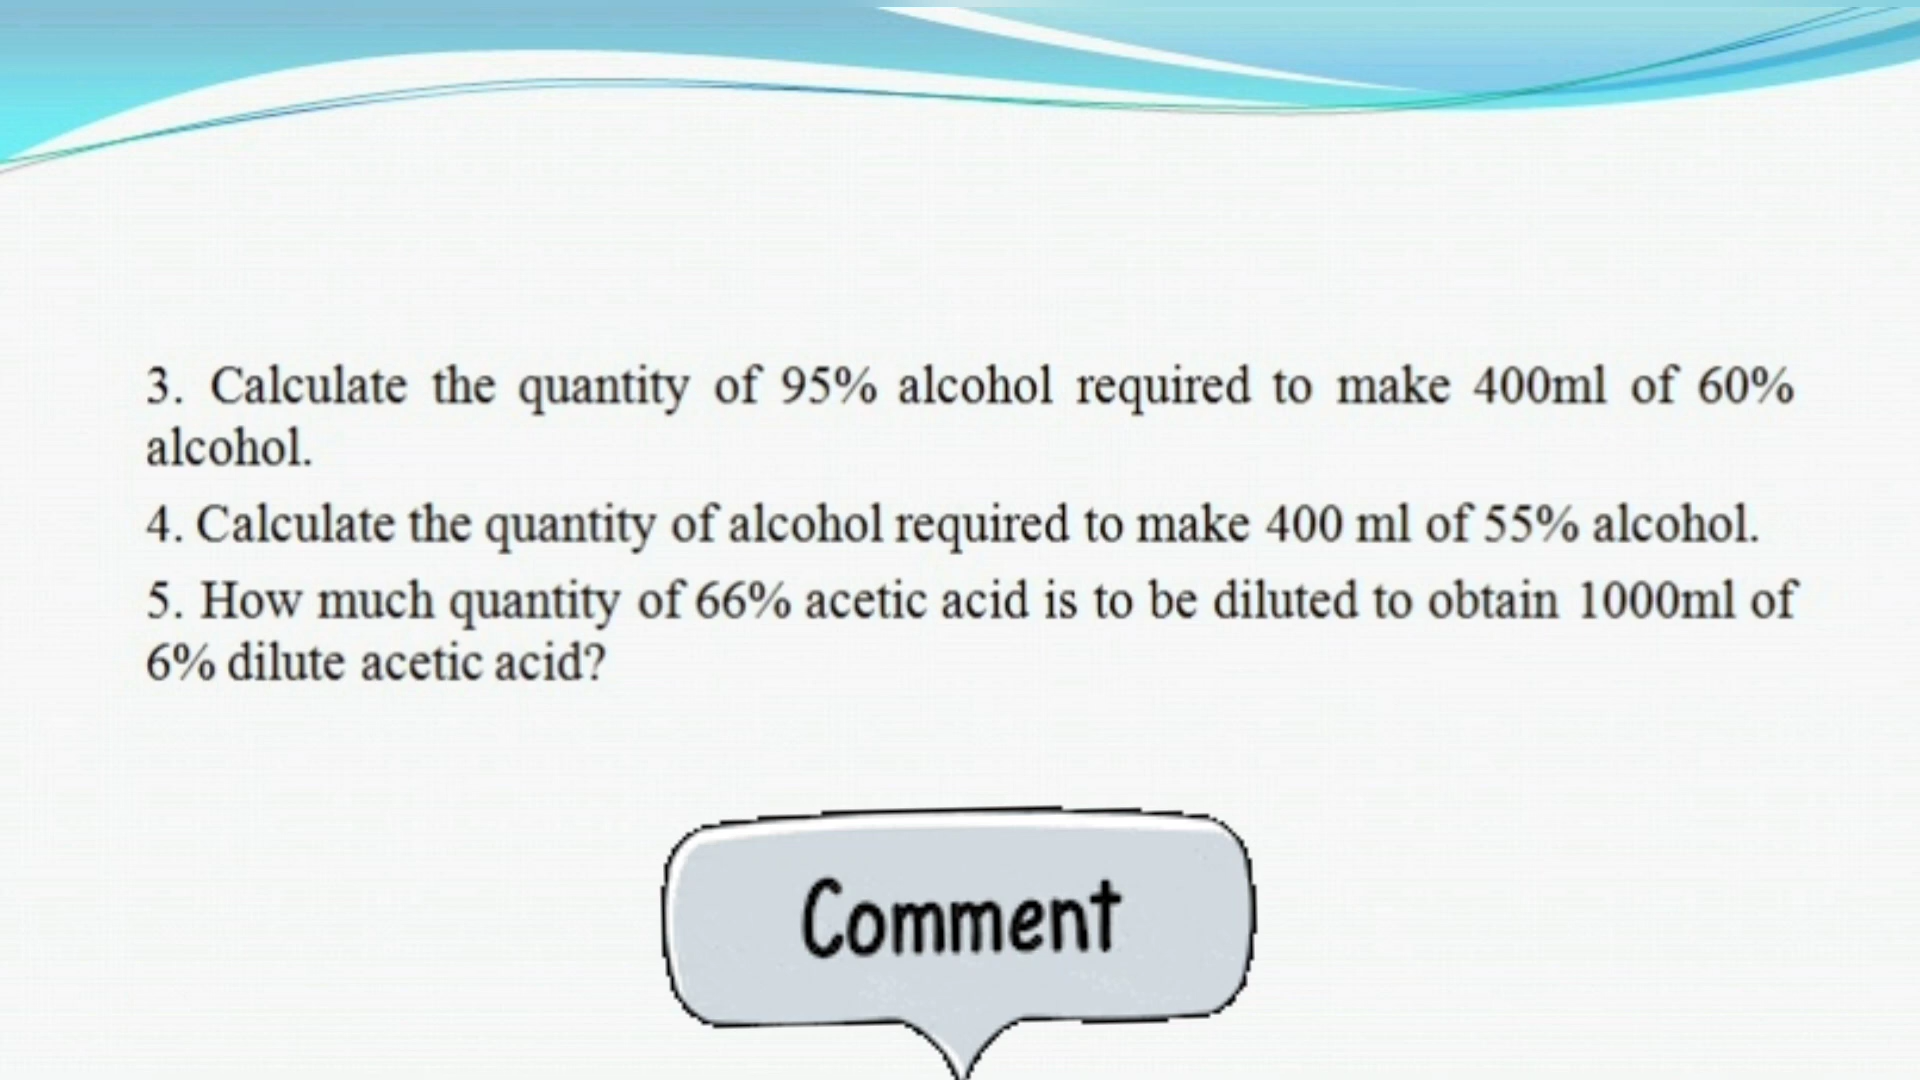 3. Calculate the quantity of 95% alcohol required to make 400ml of 60%
alcohol.
4. Calculate the quantity of alcohol required to make 400 ml of 55% alcohol.
5. How much quantity of 66% acetic acid is to be diluted to obtain 1000ml of
6% dilute acetic acid?
Comment